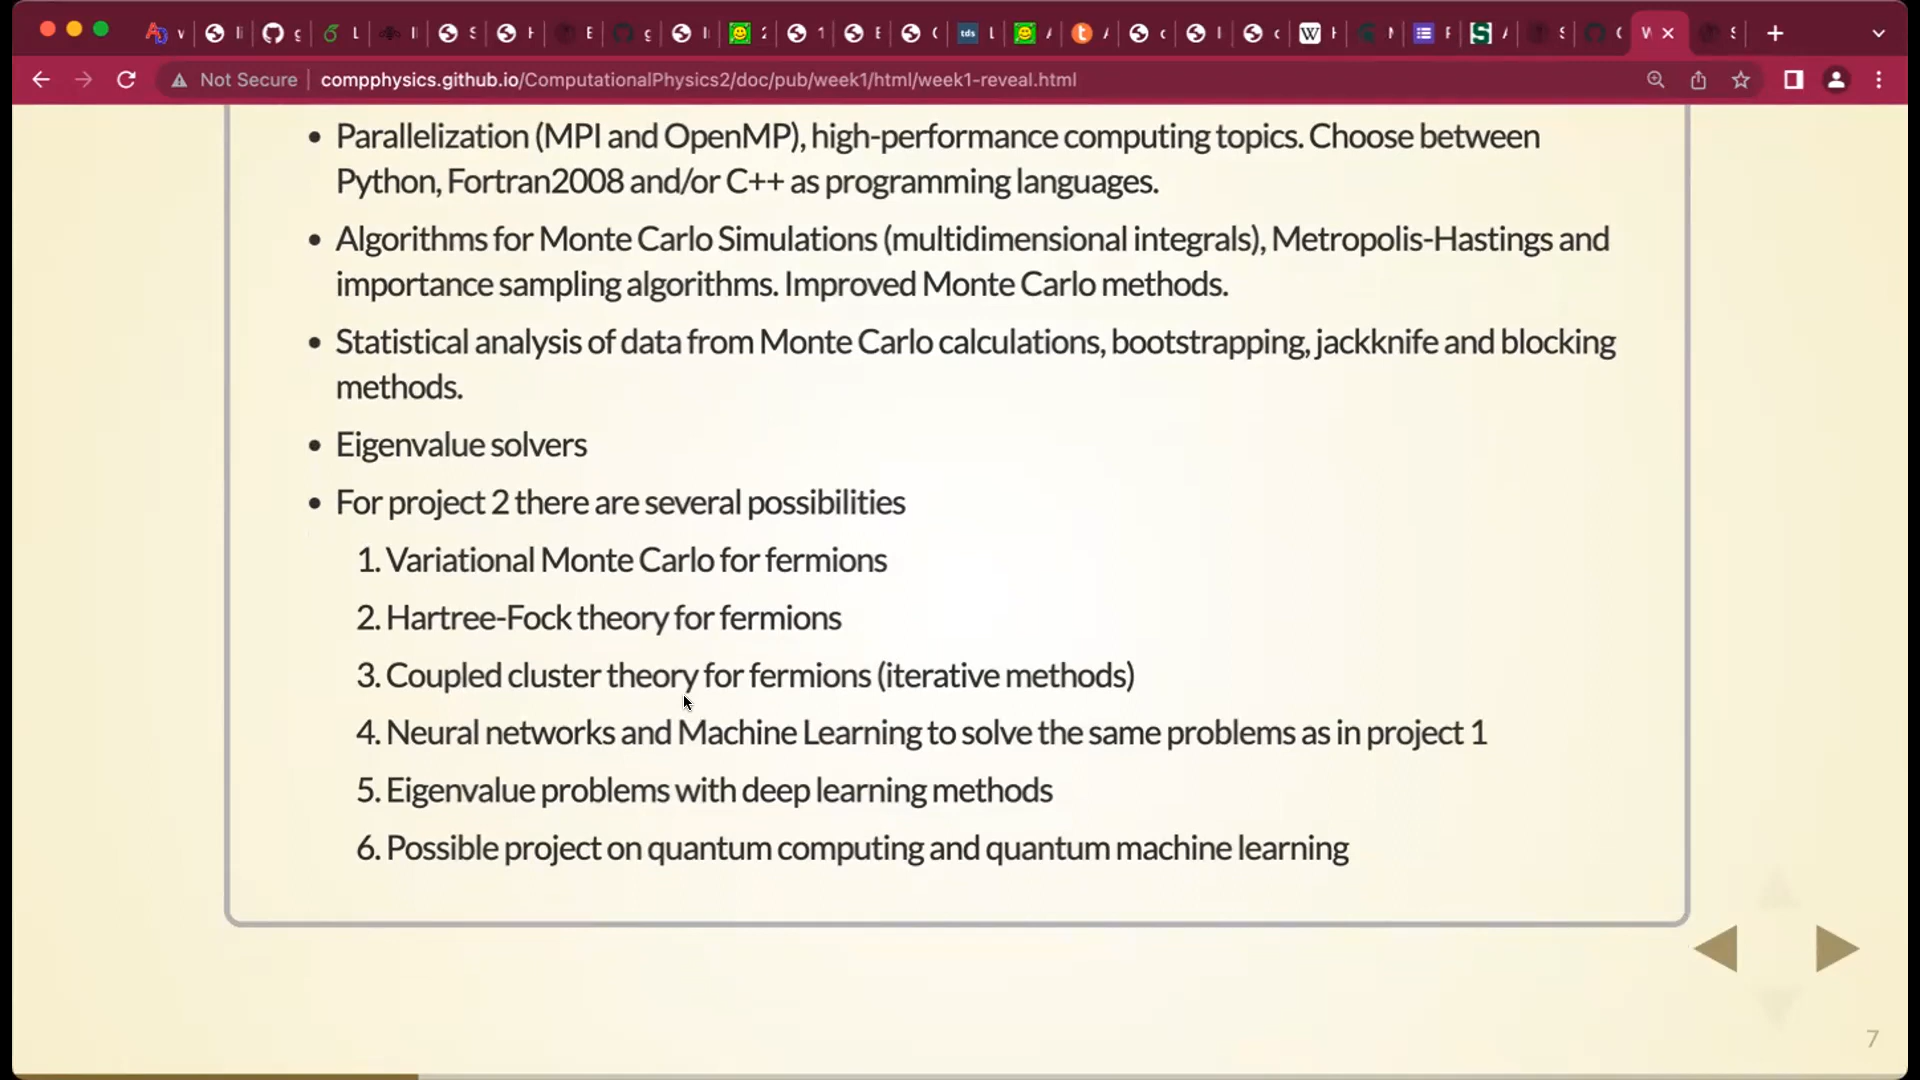 Not Secure
compphysics.github.io/ComputationalPhysics2/doc/pub/week1/html/week1-reveal.html
• Parallelization (MPI and OpenMP), high-performance computing topics. Choose between
Python, Fortran2008 and/or C++ as programming languages.
• Algorithms for Monte Carlo Simulations (multidimensional integrals), Metropolis-Hastings and
importance sampling algorithms. Improved Monte Carlo methods.
• Statistical analysis of data from Monte Carlo calculations, bootstrapping, jackknife and blocking
methods.
• Eigenvalue solvers
• For project 2 there are several possibilities
1. Variational Monte Carlo for fermions
2. Hartree-Fock theory for fermions
3. Coupled cluster theory for fermions (iterative methods)
4. Neural networks and Machine Learning to solve the same problems as in project 1
5. Eigenvalue problems with deep learning methods
6. Possible project on quantum computing and quantum machine learning
7